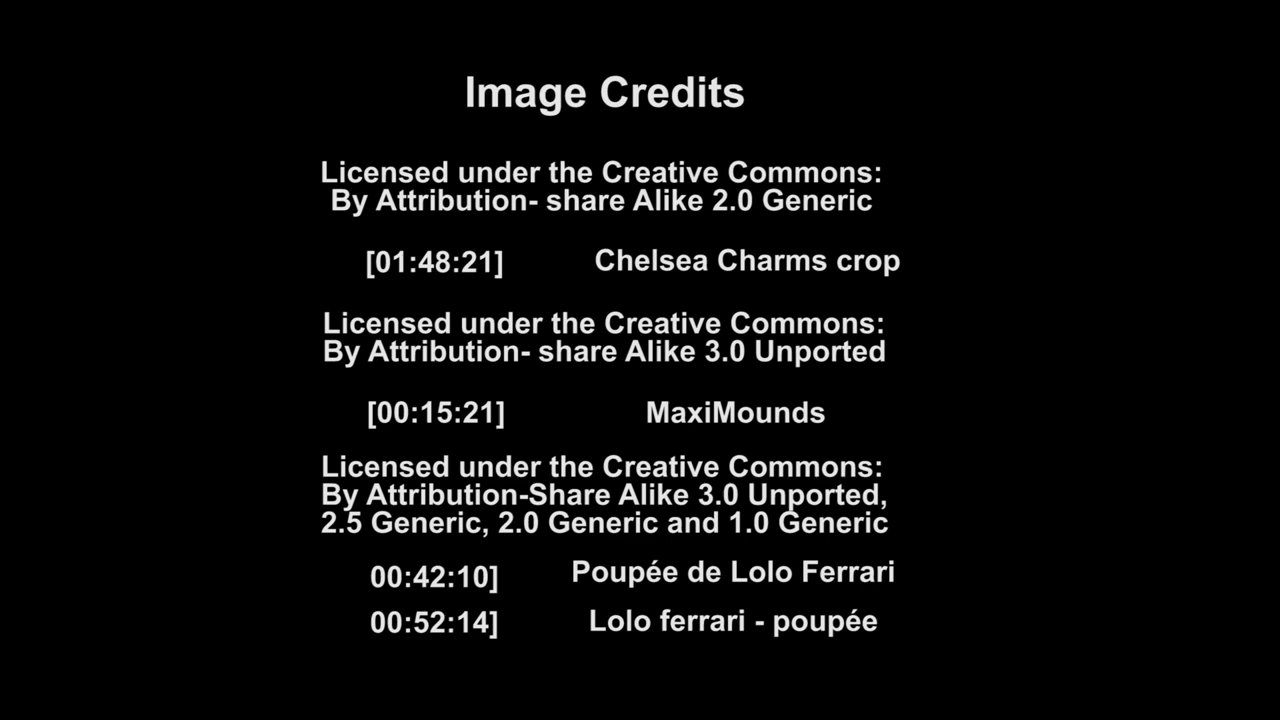 Image Credits
Licensed under the Creative Commons:
By Attribution- share Alike 2.0 Generic
[01:48:21] Chelsea Charms crop
Licensed under the Creative Commons:
By Attribution- share Alike 3.0 Unported
[00:15:21] MaxiMounds
Licensed under the Creative Commons:
By Attribution-Share Alike 3.0 Unported,
2.5 Generic, 2.0 Generic and 1.0 Generic
00:42:10] Poupée de Lolo Ferrari
00:52:14] Lolo ferrari - poupée